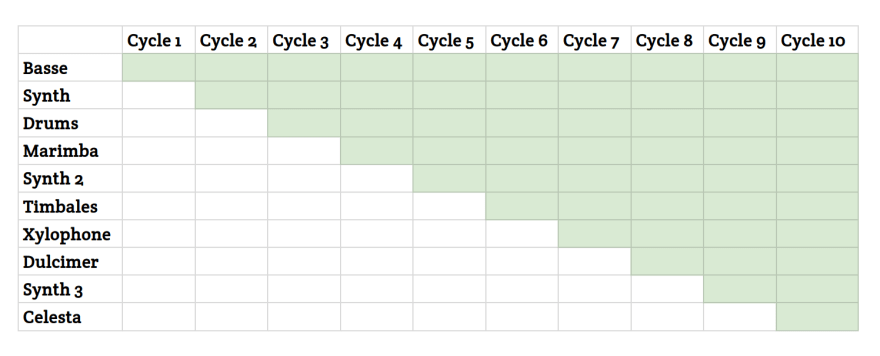 Cycle 1 Cycle 2 Cycle 3 Cycle 4 Cycle 5 Cycle 6 Cycle 7 Cycle 8 Cycle 9 Cycle 10
Basse
Synth
Drums
Marimba
Synth 2
Timbales
Xylophone
Dulcimer
Synth 3
Celesta